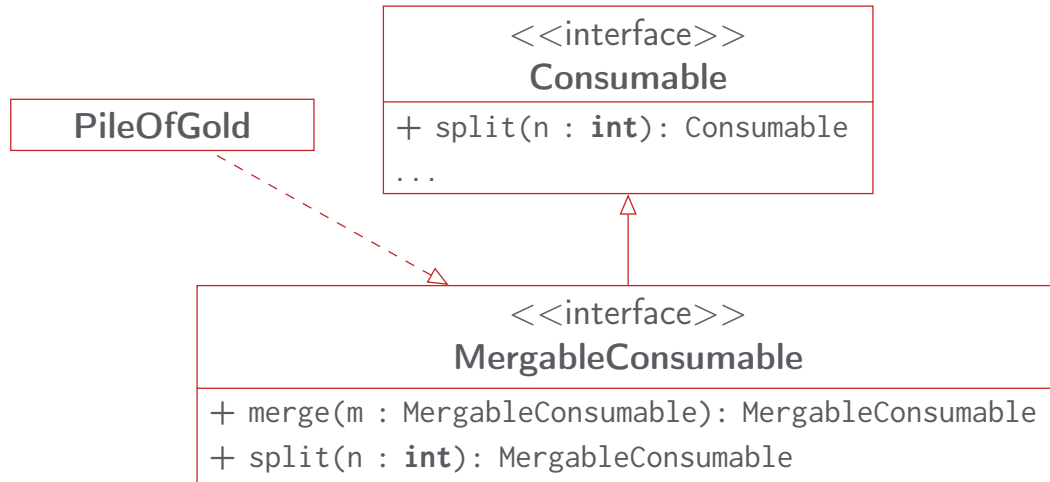 <<interface>>
Consumable
+ split(n : int): Consumable
...
PileOfGold
<<interface>>
MergableConsumable
+ merge(m : MergableConsumable): MergableConsumable
+ split(n : int): MergableConsumable